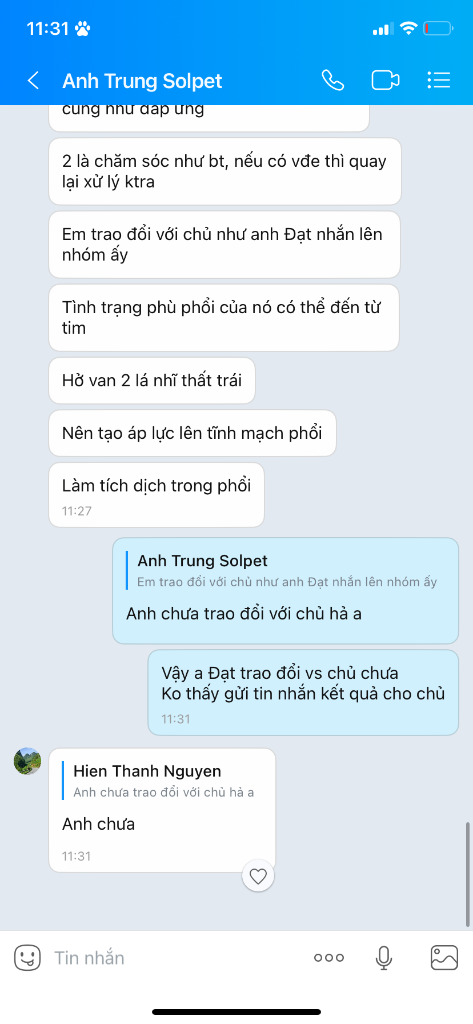 11:31
Anh Trung Solpet
cũng như đáp ứng
2 là chăm sóc như bt, nếu có vđe thì quay
lại xử lý ktra
Em trao đổi với chủ như anh Đạt nhắn lên
nhóm ấy
Tình trạng phù phổi của nó có thể đến từ
tim
Hở van 2 lá nhĩ thất trái
Nên tạo áp lực lên tĩnh mạch phổi
Làm tích dịch trong phổi
11:27
Anh Trung Solpet
Em trao đổi với chủ như anh Đạt nhắn lên nhóm ấy
Anh chưa trao đổi với chủ hả a
Vậy a Đạt trao đổi vs chủ chưa
Ko thấy gửi tin nhắn kết quả cho chủ
11:31
Hien Thanh Nguyen
Anh chưa trao đổi với chủ hả a
Anh chưa
11:31
Tin nhắn